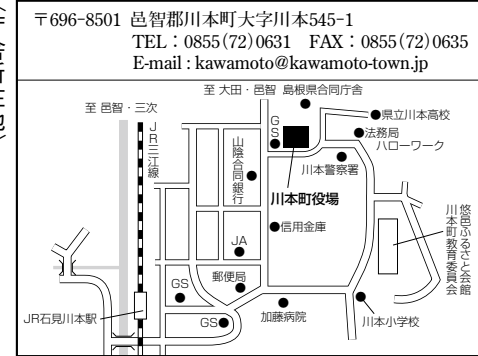 〒696-8501 邑智郡川本町大字川本545-1
TEL：0855(72)0631　FAX：0855(72)0635
E-mail : kawamoto@kawamoto-town.jp
至 大田・邑智
島根県合同庁舎
至 邑智・三次
県立川本高校
GS
法務局
ハローワーク
JR三江線
山陰合同銀行
川本警察署
川本町役場
悠邑ふるさと会館
川本町教育委員会
信用金庫
JA
郵便局
GS
JR石見川本駅
GS
加藤病院
川本小学校